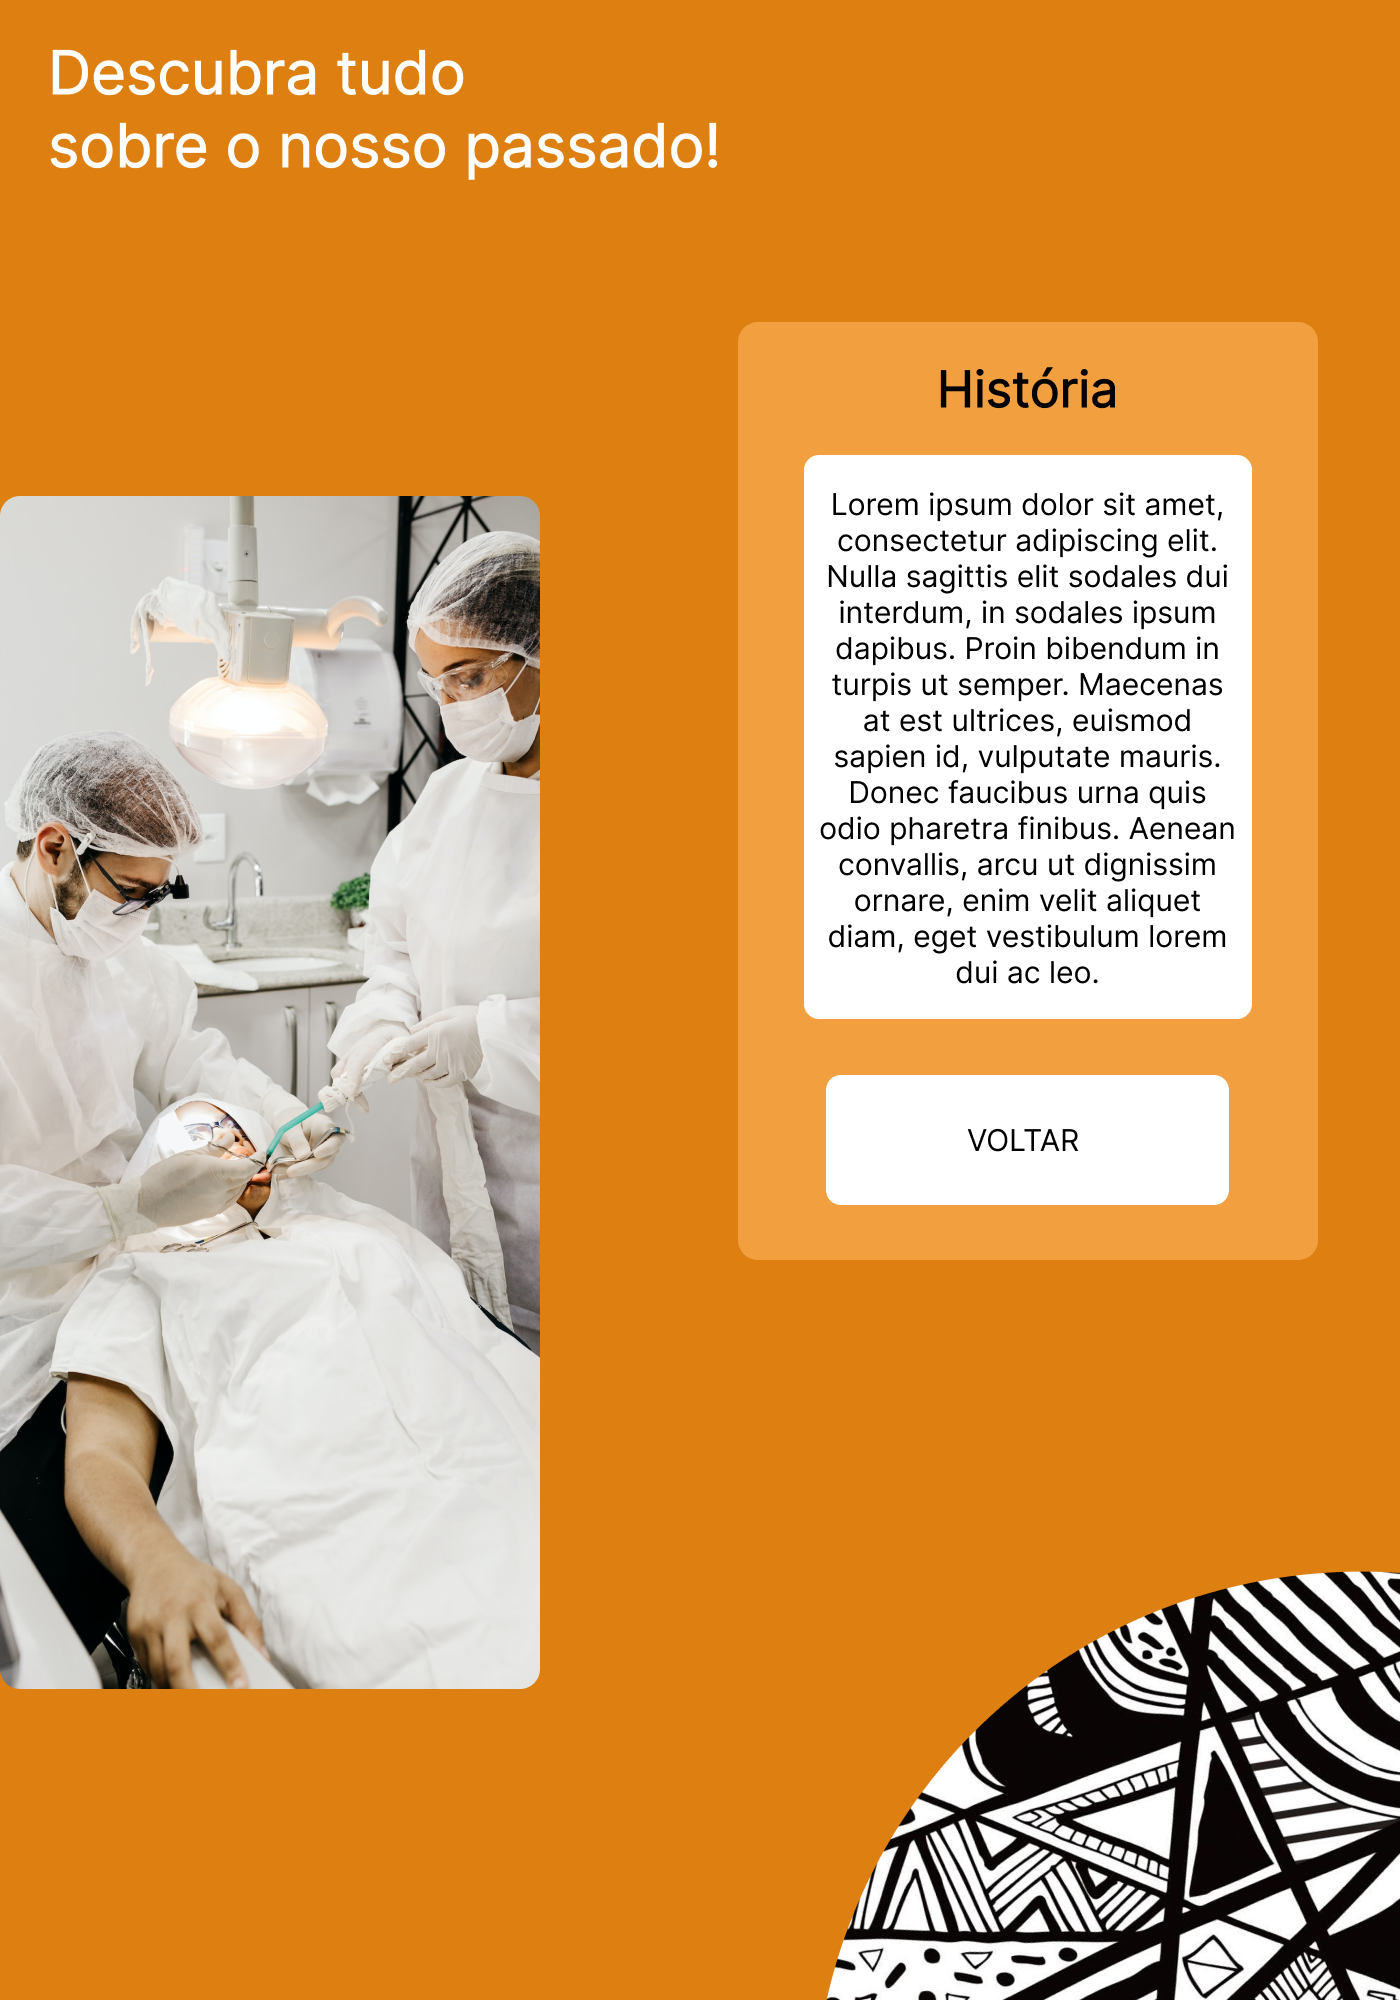 Descubra tudo
sobre o nosso passado!
História
Lorem ipsum dolor sit amet,
consectetur adipiscing elit.
Nulla sagittis elit sodales dui
interdum, in sodales ipsum
dapibus. Proin bibendum in
turpis ut semper. Maecenas
at est ultrices, euismod
sapien id, vulputate mauris.
Donec faucibus urna quis
odio pharetra finibus. Aenean
convallis, arcu ut dignissim
ornare, enim velit aliquet
diam, eget vestibulum lorem
dui ac leo.
VOLTAR